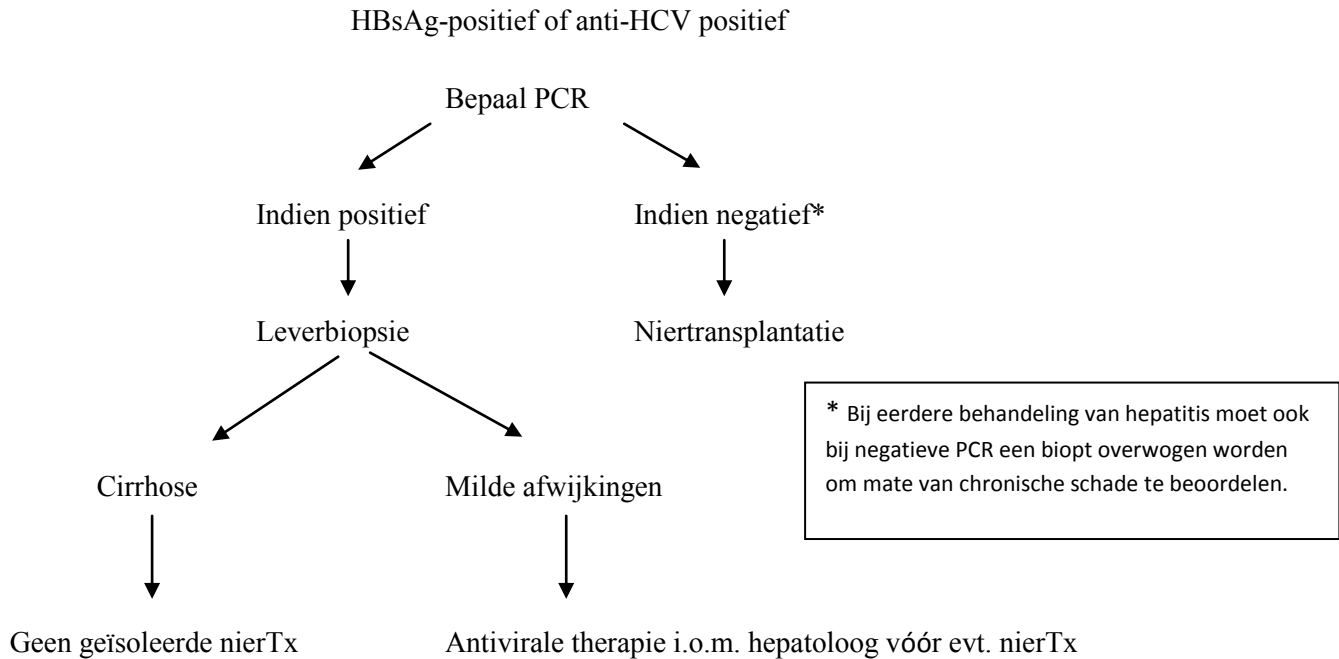 HBsAg-positief of anti-HCV positief
Bepaal PCR
Indien positief
Indien negatief*
Leverbiopsie
Niertransplantatie
* Bij eerdere behandeling van hepatitis moet ook
bij negatieve PCR een biopt overwogen worden
om mate van chronische schade te beoordelen.
Cirrhose
Milde afwijkingen
Geen geïsoleerde nierTx
Antivirale therapie i.o.m. hepatoloog vóór evt. nierTx